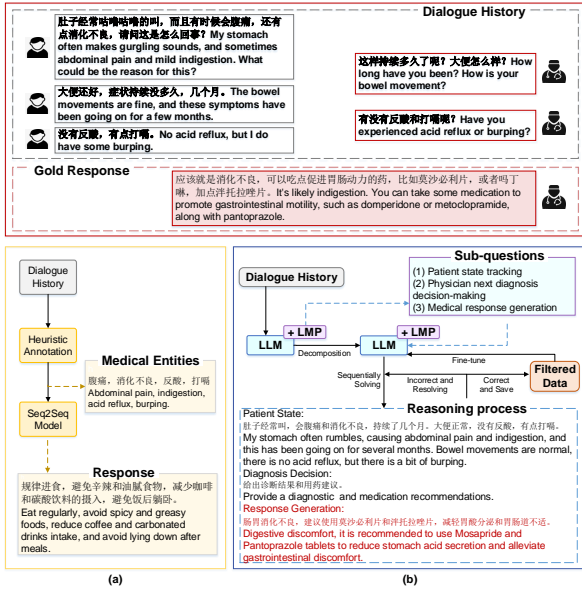 Dialogue History
肚子经常咕噜咕噜的叫，而且有时候会腹痛，还有
点消化不良，请问这是怎么回事？My stomach
often makes gurgling sounds, and sometimes
abdominal pain and mild indigestion. What
could be the reason for this?
这样持续多久了呢？大便怎么样？How
long have you been? How is your
bowel movement?
大便还好，症状持续没多久，几个月。The bowel
movements are fine, and these symptoms have
been going on for a few months.
有没有反酸和打嗝呢？Have you
experienced acid reflux or burping?
没有反酸，有点打嗝。No acid reflux, but I do
have some burping.
Gold Response
应该就是消化不良，可以吃点促进胃肠动力的药，比如莫沙必利片，或者吗丁
啉，加点泮托拉唑片。It's likely indigestion. You can take some medication to
promote gastrointestinal motility, such as domperidone or metoclopramide,
along with pantoprazole.
Dialogue
History
Heuristic
Annotation
Medical Entities
腹痛，消化不良，反酸，打嗝
Abdominal pain, indigestion,
acid reflux, burping.
Seq2Seq
Model
Response
规律进食，避免辛辣和油腻食物，减少咖啡
和碳酸饮料的摄入，避免饭后躺卧。
Eat regularly, avoid spicy and greasy
foods, reduce coffee and carbonated
drinks intake, and avoid lying down after
meals.
(a)
Sub-questions
(1) Patient state tracking
(2) Physician next diagnosis
decision-making
(3) Medical response generation
Dialogue History
+ LMP
+ LMP
LLM
LLM
Decomposition
Fine-tune
Sequentially
Solving
Incorrect and
Resolving
Correct and
Save
Filtered
Data
Reasoning process
Patient State:
肚子经常叫，会腹痛和消化不良，持续了几个月。大便正常，没有反酸，有点打嗝。
My stomach often rumbles, causing abdominal pain and indigestion, and
this has been going on for several months. Bowel movements are normal,
there is no acid reflux, but there is a bit of burping.
Diagnosis Decision:
给出诊断结果和用药建议。
Provide a diagnostic and medication recommendations.
Response Generation:
肠胃消化不良，建议使用莫沙必利片和泮托拉唑片，减轻胃酸分泌和胃肠道不适。
Digestive discomfort, it is recommended to use Mosapride and
Pantoprazole tablets to reduce stomach acid secretion and alleviate
gastrointestinal discomfort.
(b)